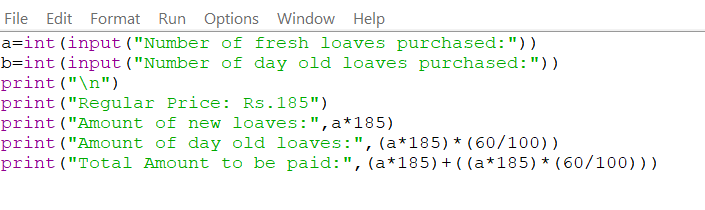 File Edit Format Run Options Window Help
a=int(input("Number of fresh loaves purchased:"))
b=int(input("Number of day old loaves purchased:"))
print("\n")
print("Regular Price: Rs.185")
print("Amount of new loaves:",a*185)
print("Amount of day old loaves:",(a*185)*(60/100))
print("Total Amount to be paid:",(a*185)+((a*185)*(60/100)))